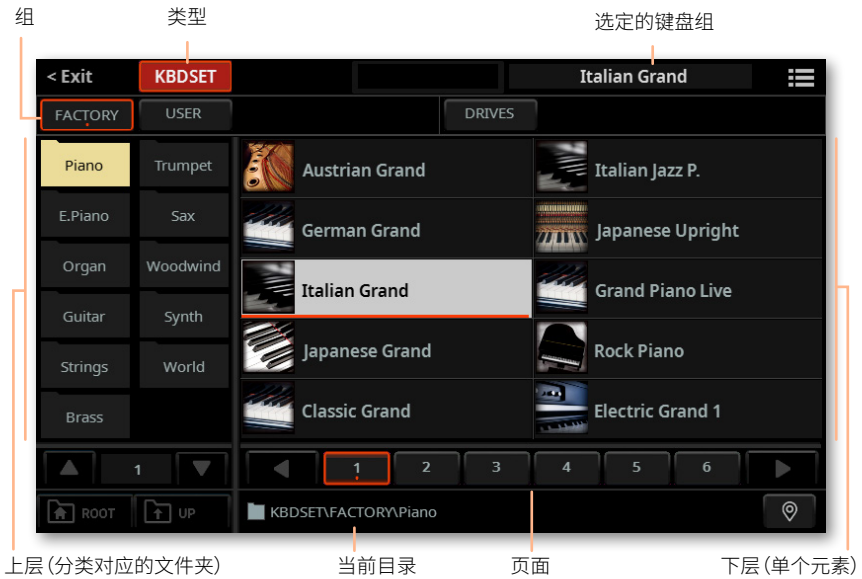 组 类型 选定的键盘组
< Exit KBDSET Italian Grand
FACTORY USER DRIVES
Piano Trumpet Austrian Grand Italian Jazz P.
E.Piano Sax German Grand Japanese Upright
Organ Woodwind Italian Grand Grand Piano Live
Guitar Synth Japanese Grand Rock Piano
Strings World Classic Grand Electric Grand 1
Brass
1 1 2 3 4 5 6
ROOT UP KBDSET\FACTORY\Piano
上层(分类对应的文件夹) 当前目录 页面 下层(单个元素)